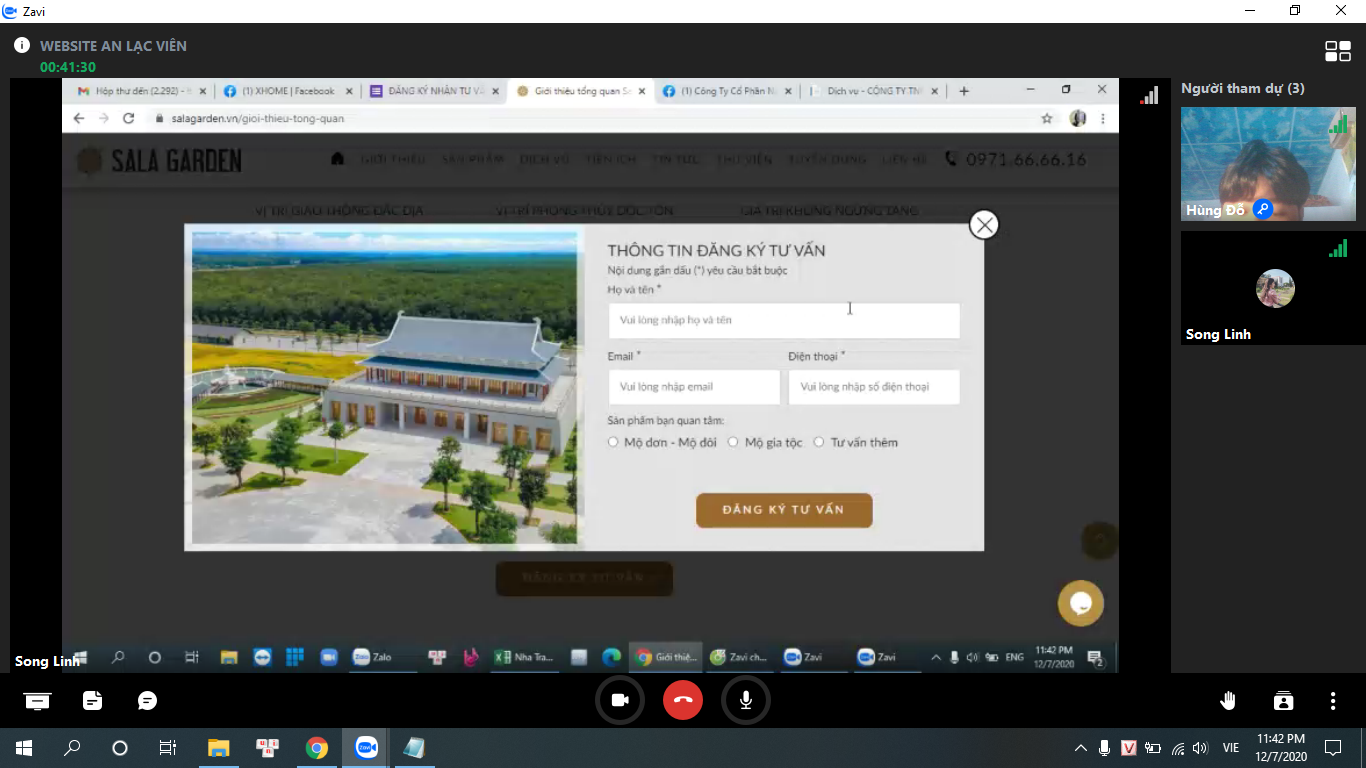 Zavi
WEBSITE AN LẠC VIÊN
00:41:30
Hộp thư đến (2.292) -
(1) XHOME | Facebook
ĐĂNG KÝ NHẬN TƯ V
Giới thiệu tổng quan S
(1) Công Ty Cổ Phần N
Dịch vụ - CÔNG TY TN
salagarden.vn/gioi-thieu-tong-quan
SALA GARDEN
GIỚI THIỆU SẢN PHẨM DỊCH VỤ TIỆN ÍCH TIN TỨC THƯ VIỆN TUYỂN DỤNG LIÊN HỆ
0971.66.66.16
VỊ TRÍ GIAO THÔNG ĐẮC ĐỊA
VỊ TRÍ PHONG THỦY ĐỘC TÔN
GIÁ TRỊ KHÔNG NGỪNG TĂNG
THÔNG TIN ĐĂNG KÝ TƯ VẤN
Nội dung gắn dấu (*) yêu cầu bắt buộc
Họ và tên *
Vui lòng nhập họ và tên
Email *
Điện thoại *
Vui lòng nhập email
Vui lòng nhập số điện thoại
Sản phẩm bạn quan tâm:
Mộ đơn - Mộ đôi
Mộ gia tộc
Tư vấn thêm
ĐĂNG KÝ TƯ VẤN
ĐĂNG KÝ TƯ VẤN
Người tham dự (3)
Hùng Đỗ
Song Linh
Song Linh
Zalo
Nha Tra...
Giới thiệ...
Zavi ch...
Zavi
Zavi
ENG
11:42 PM
12/7/2020
2
VIE
11:42 PM
12/7/2020